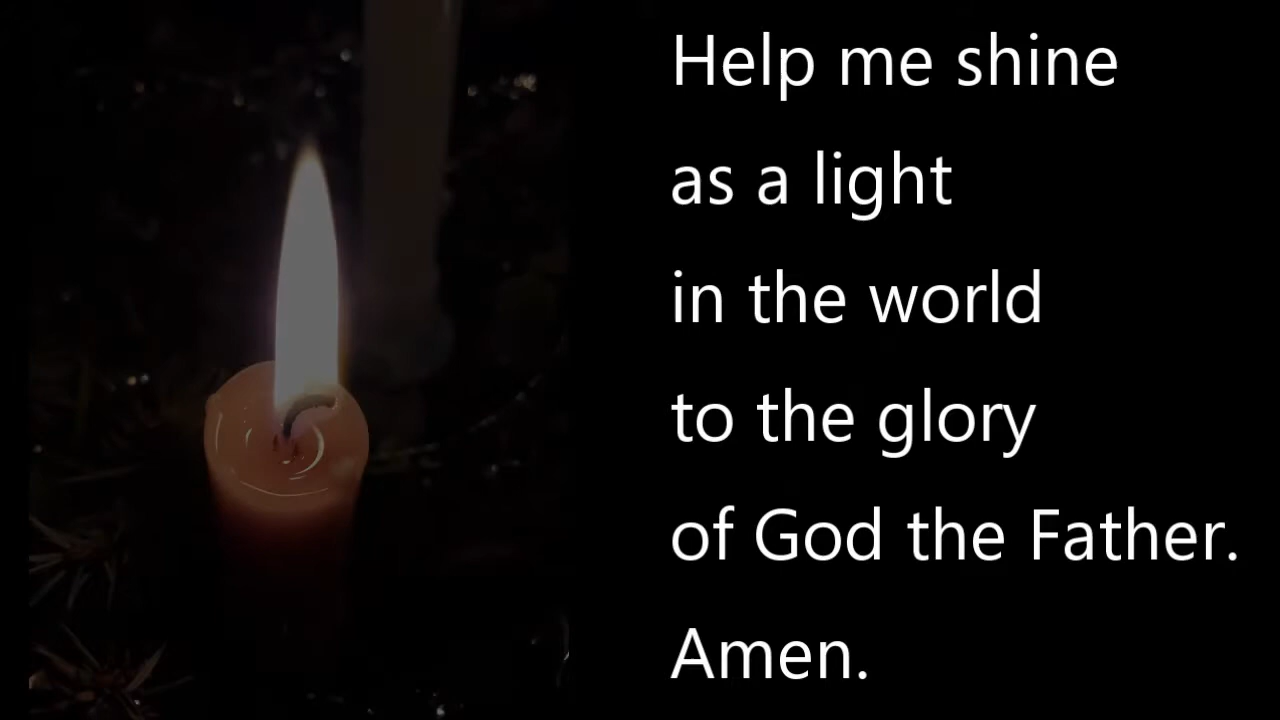 Help me shine
as a light
in the world
to the glory
of God the Father.
Amen.